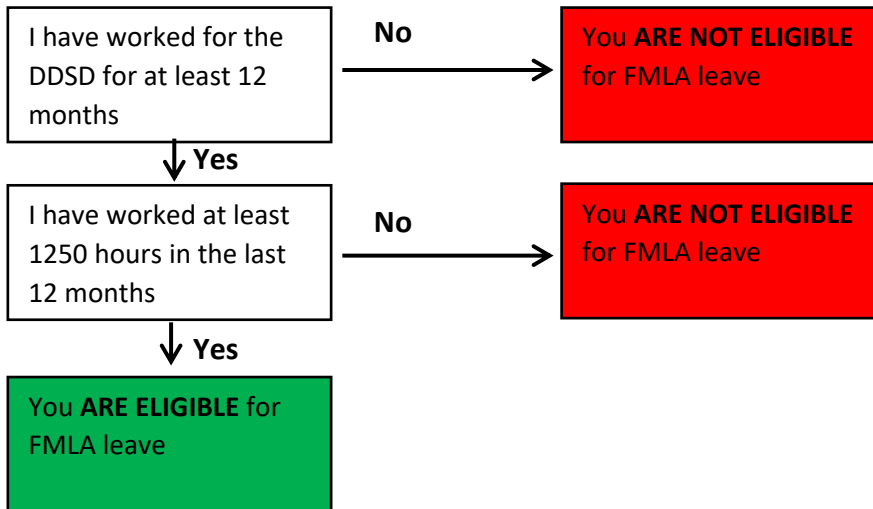 I have worked for the
DDSD for at least 12
months
No
You ARE NOT ELIGIBLE
for FMLA leave
Yes
I have worked at least
1250 hours in the last
12 months
No
You ARE NOT ELIGIBLE
for FMLA leave
Yes
You ARE ELIGIBLE for
FMLA leave